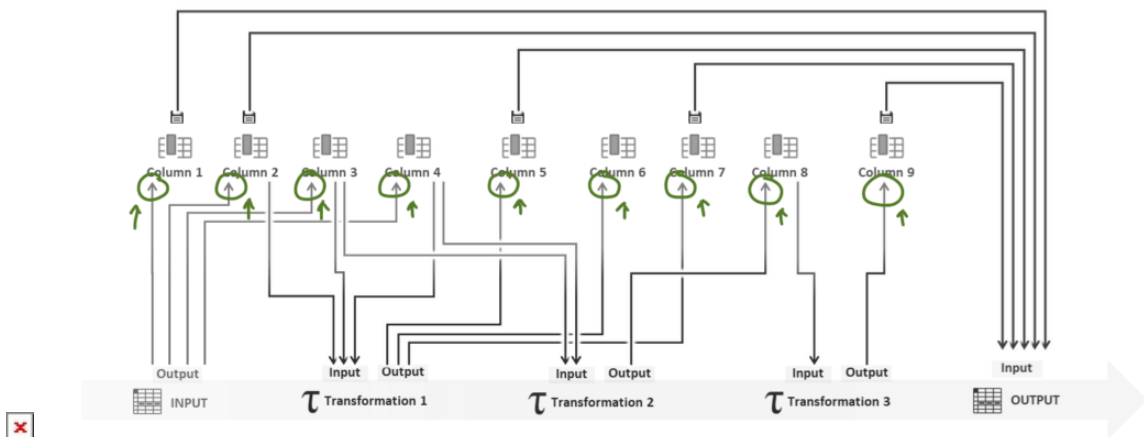 Column 1 Column 2 Column 3 Column 4 Column 5 Column 6 Column 7 Column 8 Column 9
Output Input Output Input Output Input Output Input
INPUT τ Transformation 1 τ Transformation 2 τ Transformation 3 OUTPUT